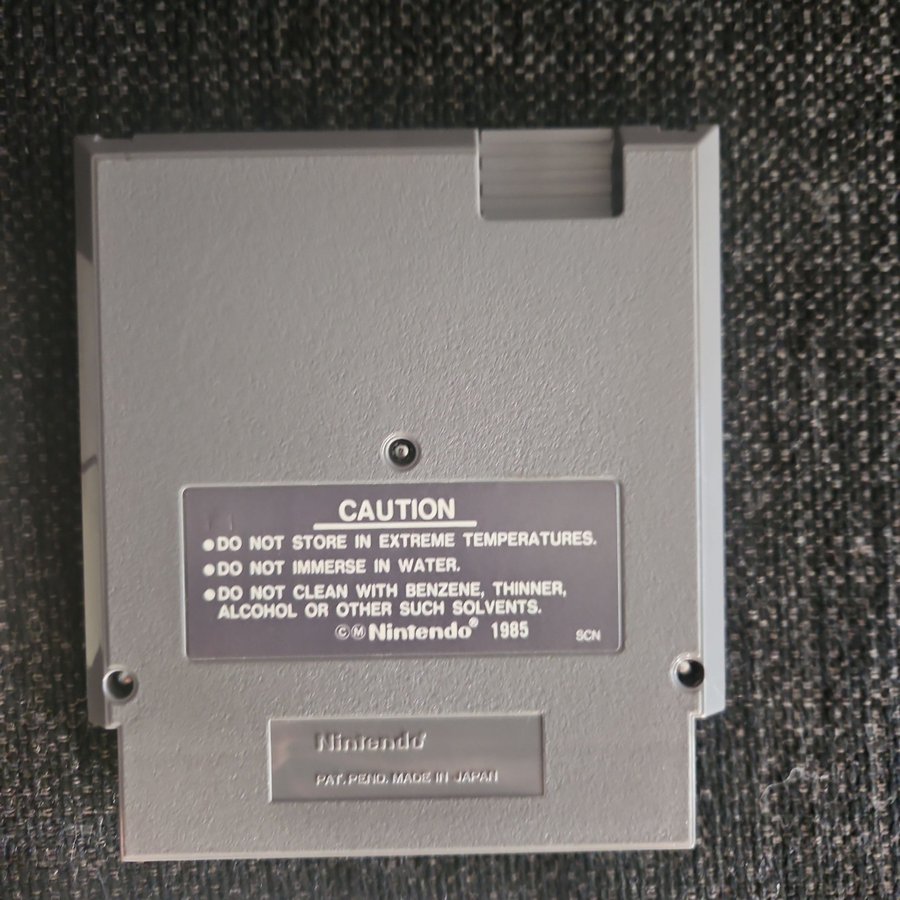 CAUTION
●DO NOT STORE IN EXTREME TEMPERATURES.
●DO NOT IMMERSE IN WATER.
●DO NOT CLEAN WITH BENZENE, THINNER,
ALCOHOL OR OTHER SUCH SOLVENTS.
ⒸⓂNintendo® 1985 SCN
Nintendo®
PAT. PEND. MADE IN JAPAN